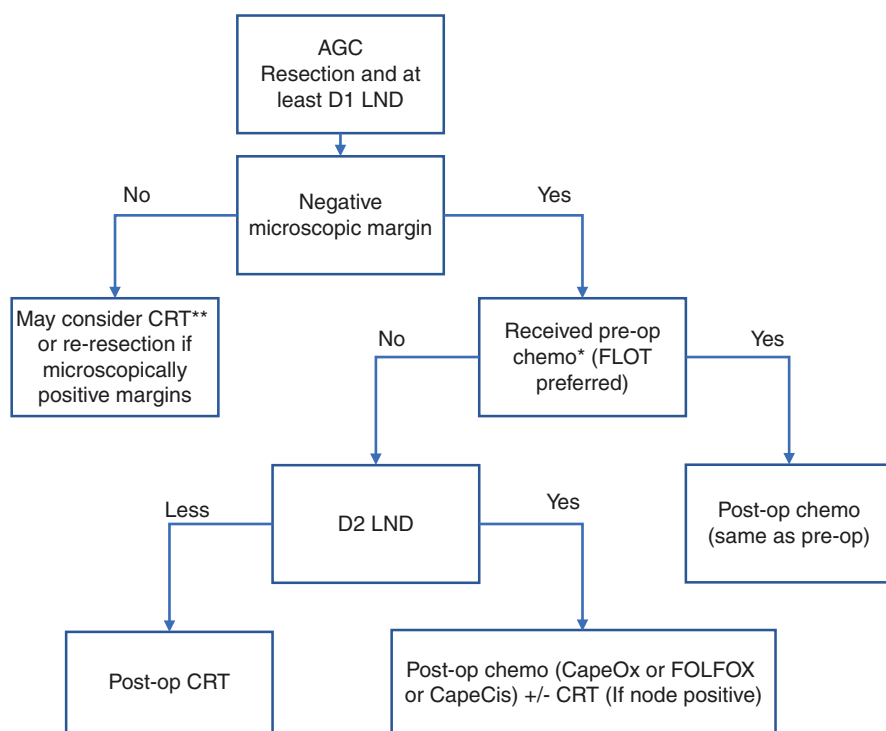 AGC
Resection and at
least D1 LND
No
Negative
microscopic margin
Yes
May consider CRT**
or re-resection if
microscopically
positive margins
No
Received pre-op
chemo* (FLOT
preferred)
Yes
Less
D2 LND
Yes
Post-op chemo
(same as pre-op)
Post-op CRT
Post-op chemo (CapeOx or FOLFOX
or CapeCis) +/- CRT (If node positive)